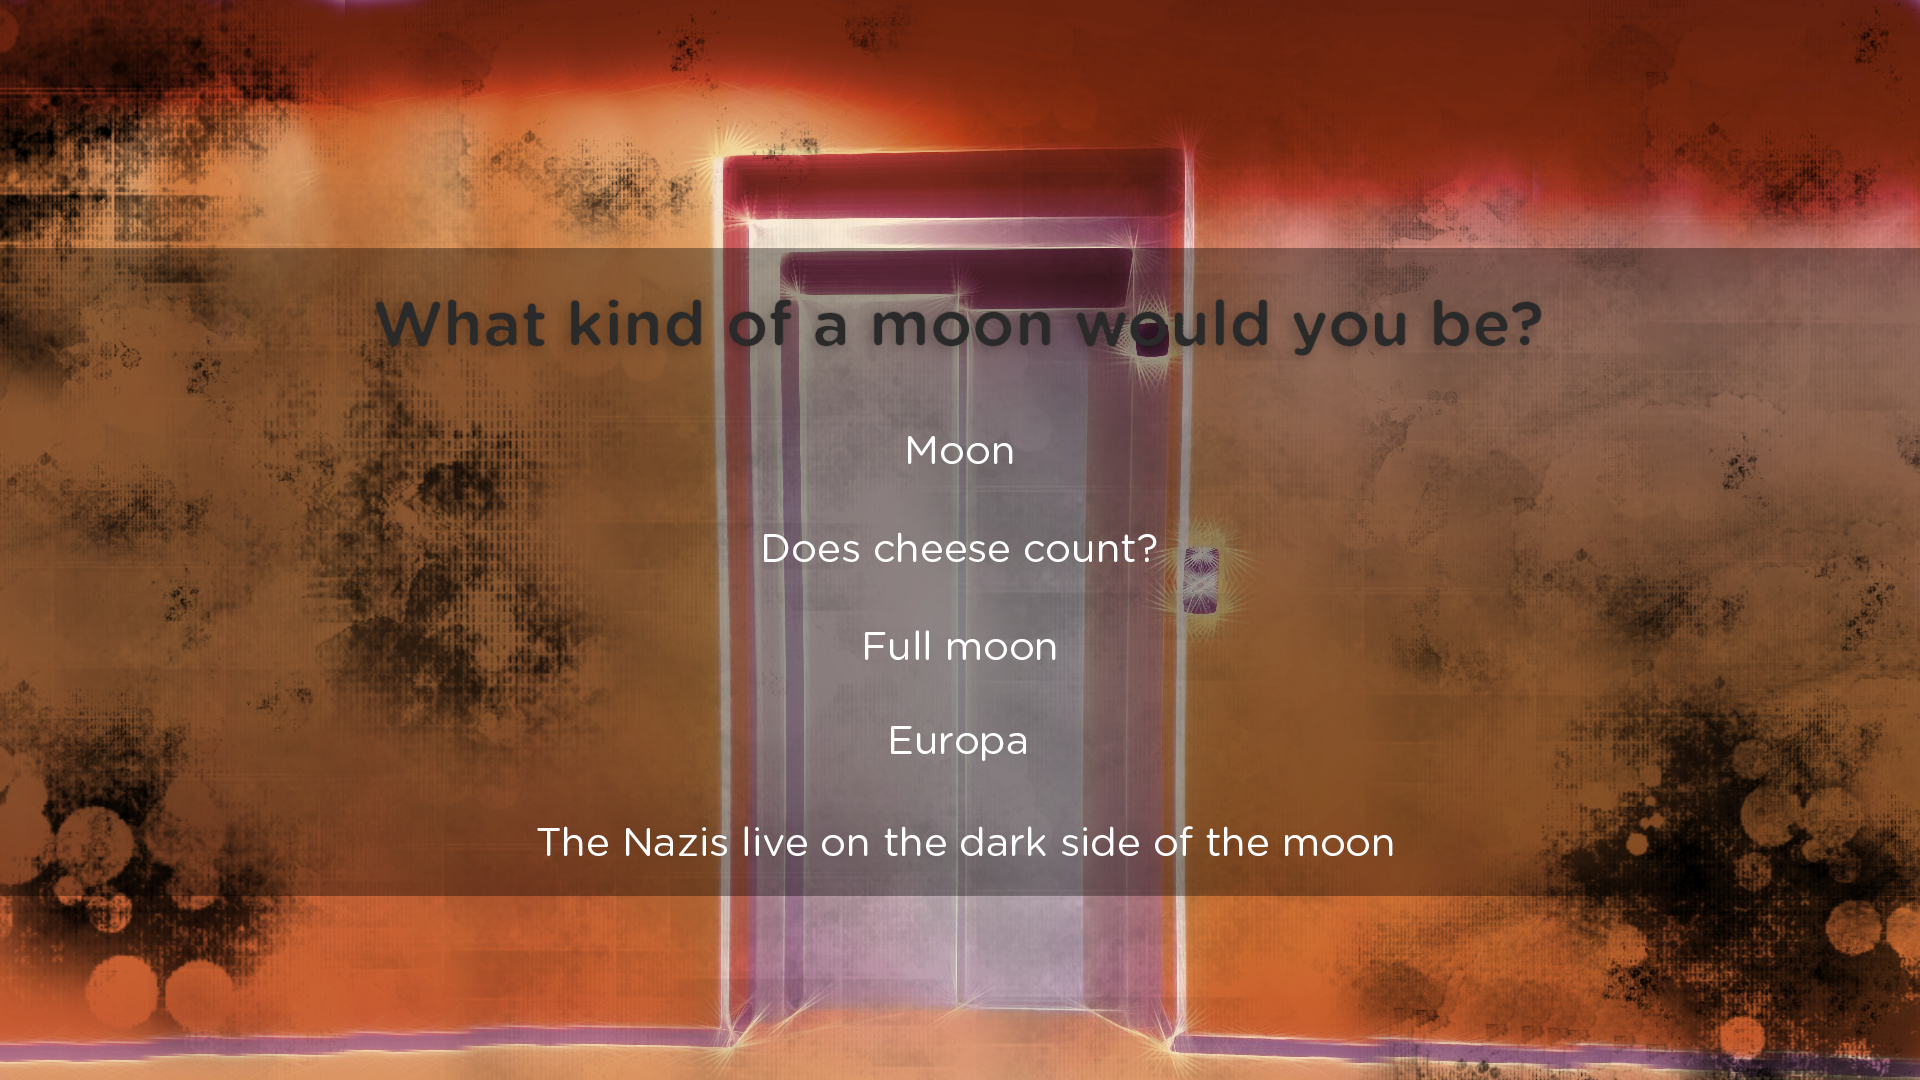 What kind of a moon would you be?
Moon
Does cheese count?
Full moon
Europa
The Nazis live on the dark side of the moon